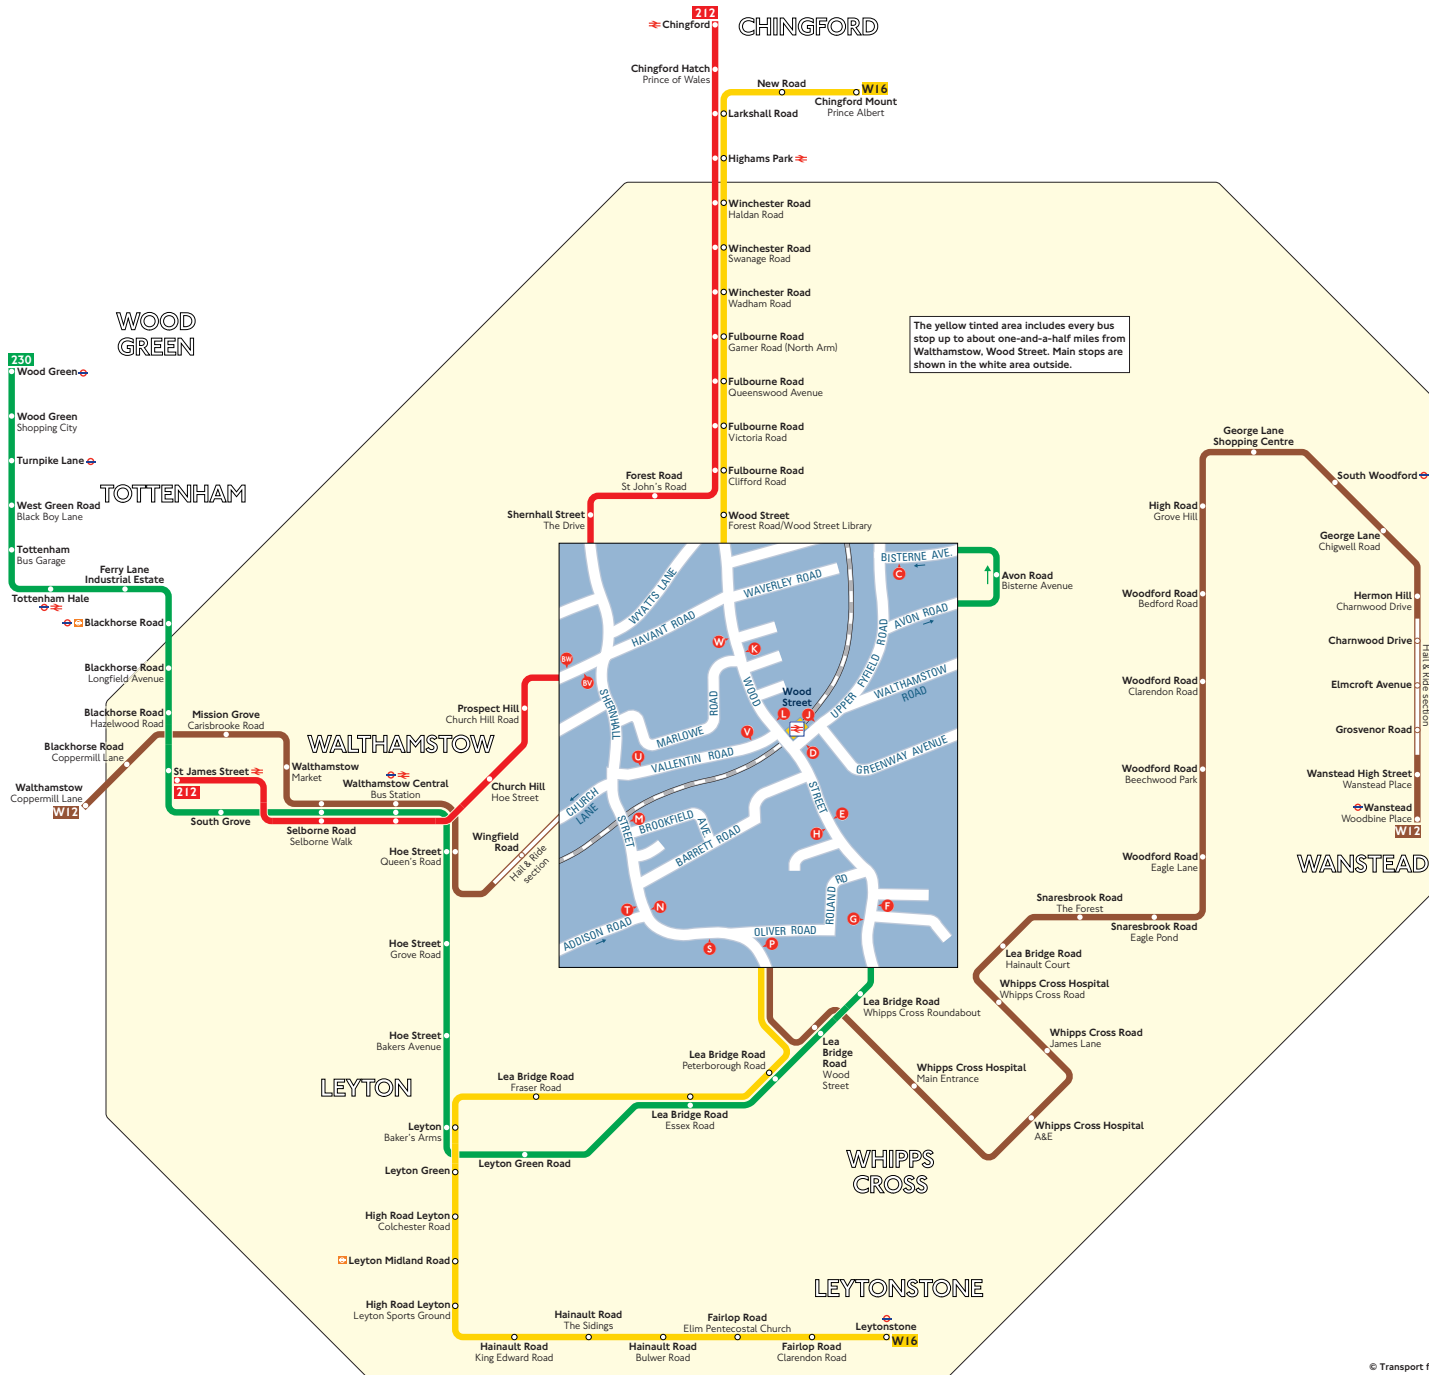 212
Chingford
CHINGFORD
Chingford Hatch
Prince of Wales
New Road
W16
Chingford Mount
Prince Albert
Larkshall Road
Highams Park
Winchester Road
Haldan Road
Winchester Road
Swanage Road
Winchester Road
Wadham Road
Fulbourne Road
Garner Road (North Arm)
Fulbourne Road
Queenswood Avenue
Fulbourne Road
Victoria Road
Fulbourne Road
Clifford Road
Forest Road
St John's Road
Shernhall Street
The Drive
Wood Street
Forest Road/Wood Street Library
The yellow tinted area includes every bus
stop up to about one-and-a-half miles from
Walthamstow, Wood Street. Main stops are
shown in the white area outside.
WOOD
GREEN
230
Wood Green
Wood Green
Shopping City
Turnpike Lane
TOTTENHAM
West Green Road
Black Boy Lane
Tottenham
Bus Garage
Ferry Lane
Industrial Estate
Tottenham Hale
Blackhorse Road
Blackhorse Road
Longfield Avenue
Blackhorse Road
Hazelwood Road
Mission Grove
Carisbrooke Road
Blackhorse Road
Coppermill Lane
Walthamstow
Coppermill Lane
W12
St James Street
212
WALTHAMSTOW
Walthamstow
Market
Walthamstow Central
Bus Station
South Grove
Selborne Road
Selborne Walk
Prospect Hill
Church Hill Road
Church Hill
Hoe Street
Wingfield
Road
Hail & Ride
section
Hoe Street
Queen's Road
Hoe Street
Grove Road
Hoe Street
Bakers Avenue
BISTERNE AVE.
C
WYATTS LANE
WAVERLEY ROAD
HAVANT ROAD
AVON ROAD
W
K
BW
BV
WOOD
UPPER FYFIELD ROAD
WALTHAMSTOW
ROAD
SHERNHALL
Wood
Street
L
J
MARLOWE
ROAD
V
D
U
VALLENTIN ROAD
GREENWAY AVENUE
CHURCH
LANE
STREET
STREET
M
BROOKFIELD
AVE
E
H
BARRETT ROAD
ROLAND
RD
T
N
G
F
ADDISON ROAD
OLIVER ROAD
S
P
Avon Road
Bisterne Avenue
George Lane
Shopping Centre
South Woodford
High Road
Grove Hill
George Lane
Chigwell Road
Woodford Road
Bedford Road
Hermon Hill
Charnwood Drive
Charnwood Drive
Hail & Ride section
Woodford Road
Clarendon Road
Elmcroft Avenue
Grosvenor Road
Woodford Road
Beechwood Park
Wanstead High Street
Wanstead Place
Wanstead
Woodbine Place
W12
WANSTEAD
Woodford Road
Eagle Lane
Snaresbrook Road
The Forest
Snaresbrook Road
Eagle Pond
Lea Bridge Road
Hainault Court
Whipps Cross Hospital
Whipps Cross Road
Lea Bridge Road
Whipps Cross Roundabout
Whipps Cross Road
James Lane
Lea
Bridge
Road
Wood
Street
Whipps Cross Hospital
Main Entrance
Whipps Cross Hospital
A&E
WHIPPS
CROSS
Lea Bridge Road
Peterborough Road
Lea Bridge Road
Fraser Road
LEYTON
Lea Bridge Road
Essex Road
Leyton
Baker's Arms
Leyton Green Road
Leyton Green
High Road Leyton
Colchester Road
Leyton Midland Road
High Road Leyton
Leyton Sports Ground
LEYTONSTONE
Hainault Road
King Edward Road
Hainault Road
The Sidings
Hainault Road
Bulwer Road
Fairlop Road
Elim Pentecostal Church
Fairlop Road
Clarendon Road
Leytonstone
W16
© Transport f